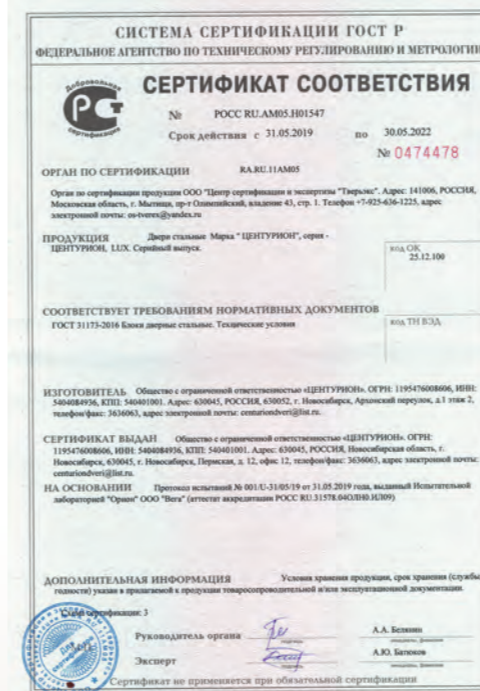 СИСТЕМА СЕРТИФИКАЦИИ ГОСТ Р
ФЕДЕРАЛЬНОЕ АГЕНТСТВО ПО ТЕХНИЧЕСКОМУ РЕГУЛИРОВАНИЮ И МЕТРОЛОГИИ
Добровольная
сертификация
СЕРТИФИКАТ СООТВЕТСТВИЯ
№ РОСС RU.АМ05.Н01547
Срок действия с 31.05.2019 по 30.05.2022
№ 0474478
ОРГАН ПО СЕРТИФИКАЦИИ RA.RU.11АМ05
Орган по сертификации продукции ООО "Центр сертификации и экспертизы "Тверьэкс". Адрес: 141006, РОССИЯ,
Московская область, г. Мытищи, пр-т Олимпийский, владение 43, стр. 1. Телефон +7-925-636-1225, адрес
электронной почты: os-tverex@yandex.ru
ПРОДУКЦИЯ Двери стальные Марка " ЦЕНТУРИОН", серия -
ЦЕНТУРИОН, LUX. Серийный выпуск.
код ОК
25.12.100
СООТВЕТСТВУЕТ ТРЕБОВАНИЯМ НОРМАТИВНЫХ ДОКУМЕНТОВ
ГОСТ 31173-2016 Блоки дверные стальные. Технические условия
код ТН ВЭД
ИЗГОТОВИТЕЛЬ Общество с ограниченной ответственностью «ЦЕНТУРИОН». ОГРН: 1195476008606, ИНН:
5404084936, КПП: 540401001. Адрес: 630045, РОССИЯ, 630052, г. Новосибирск, Архонский переулок, д.1 этаж 2,
телефон/факс: 3636063, адрес электронной почты: centuriondveri@list.ru.
СЕРТИФИКАТ ВЫДАН Общество с ограниченной ответственностью «ЦЕНТУРИОН». ОГРН:
1195476008606, ИНН: 5404084936, КПП: 540401001. Адрес: 630045, РОССИЯ, Новосибирская область, г.
Новосибирск, 630045, г. Новосибирск, Пермская, д. 12, офис 12, телефон/факс: 3636063, адрес электронной почты:
centuriondveri@list.ru.
НА ОСНОВАНИИ Протокол испытаний № 001/U-31/05/19 от 31.05.2019 года, выданный Испытательной
лабораторией "Орион" ООО "Вега" (аттестат аккредитации РОСС RU.31578.04ОЛН0.ИЛ09)
ДОПОЛНИТЕЛЬНАЯ ИНФОРМАЦИЯ Условия хранения продукции, срок хранения (службы,
годности) указан в прилагаемой к продукции товаросопроводительной и/или эксплуатационной документации.
Схема сертификации: 3
Руководитель органа А.А. Белянин
Эксперт А.Ю. Батюков
Сертификат не применяется при обязательной сертификации